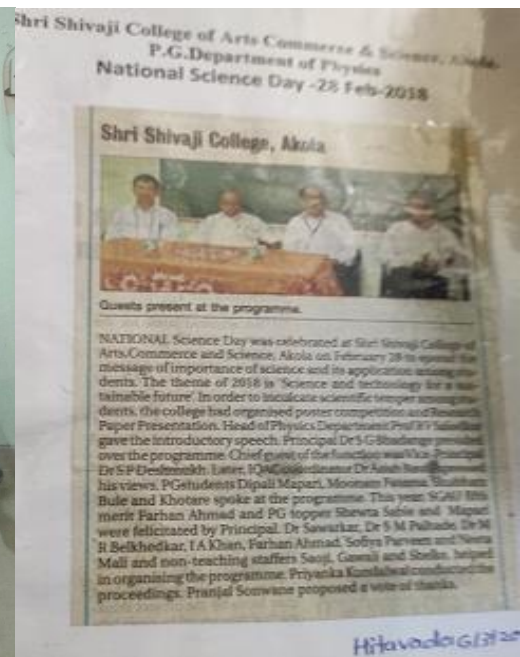 Shri Shivaji College of Arts Commerce & Science, Akola.
P.G.Department of Physics
National Science Day -28 Feb-2018
Shri Shivaji College, Akola
Guests present at the programme.
NATIONAL Science Day was celebrated at Shri Shivaji College of
Arts, Commerce and Science, Akola on February 28 to spread the
message of importance of science and its application among stu-
dents. The theme of 2018 is 'Science and technology for a sus-
tainable future'. In order to inculcate scientific temper among stu-
dents, the college had organised poster competition and Research
Paper Presentation. Head of Physics Department Prof
gave the introductory speech. Principal Dr S G Bhadange presided
over the programme. Chief guest of the function was Vice-Principal
Dr S P Deshmukh. Later, IQAC coordinator Dr Ashish expressed
his views. PG students Dipali Mapari,
Bule and Khotare spoke at the programme. This year, SGAU
merit Farhan Ahmad and PG topper Shweta Sable and Mapari
were felicitated by Principal. Dr Sawarkar, Dr S M Palhade, Dr M
R Belkhedkar, I A Khan, Farhan Ahmad, Sofiya Parveen and
Mali and non-teaching staffers Saoji, Gawali and Sheikh, helped
in organising the programme. Priyanka conducted the
proceedings. Pranjal Sonwane proposed a vote of thanks.
Hitavada